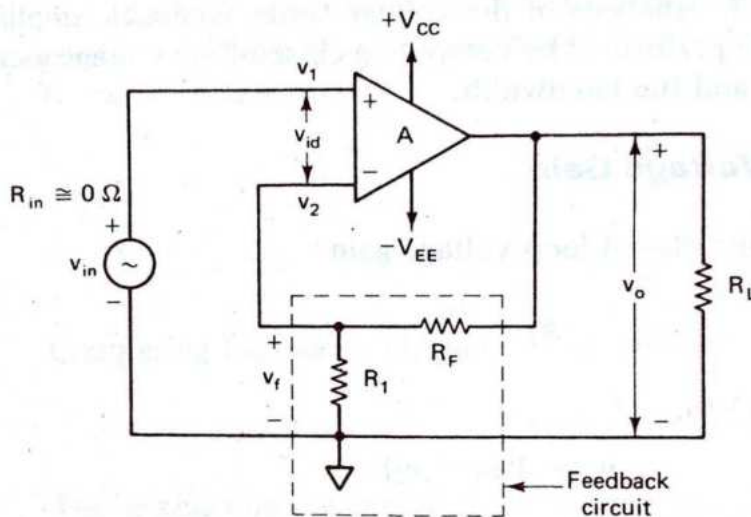 +V_CC
v_1
+
A
v_id
−
v_2
−V_EE
R_in ≅ 0 Ω
+
v_in
∼
−
+
v_o
−
R_L
+
v_f
−
R_1
R_F
Feedback
circuit